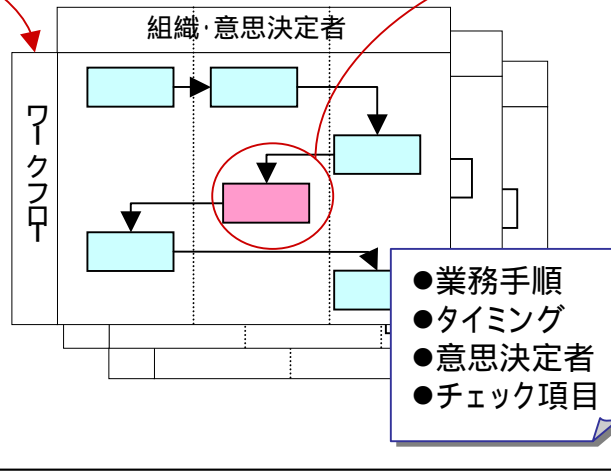 組織・意思決定者
ワークフロー
●業務手順
●タイミング
●意思決定者
●チェック項目